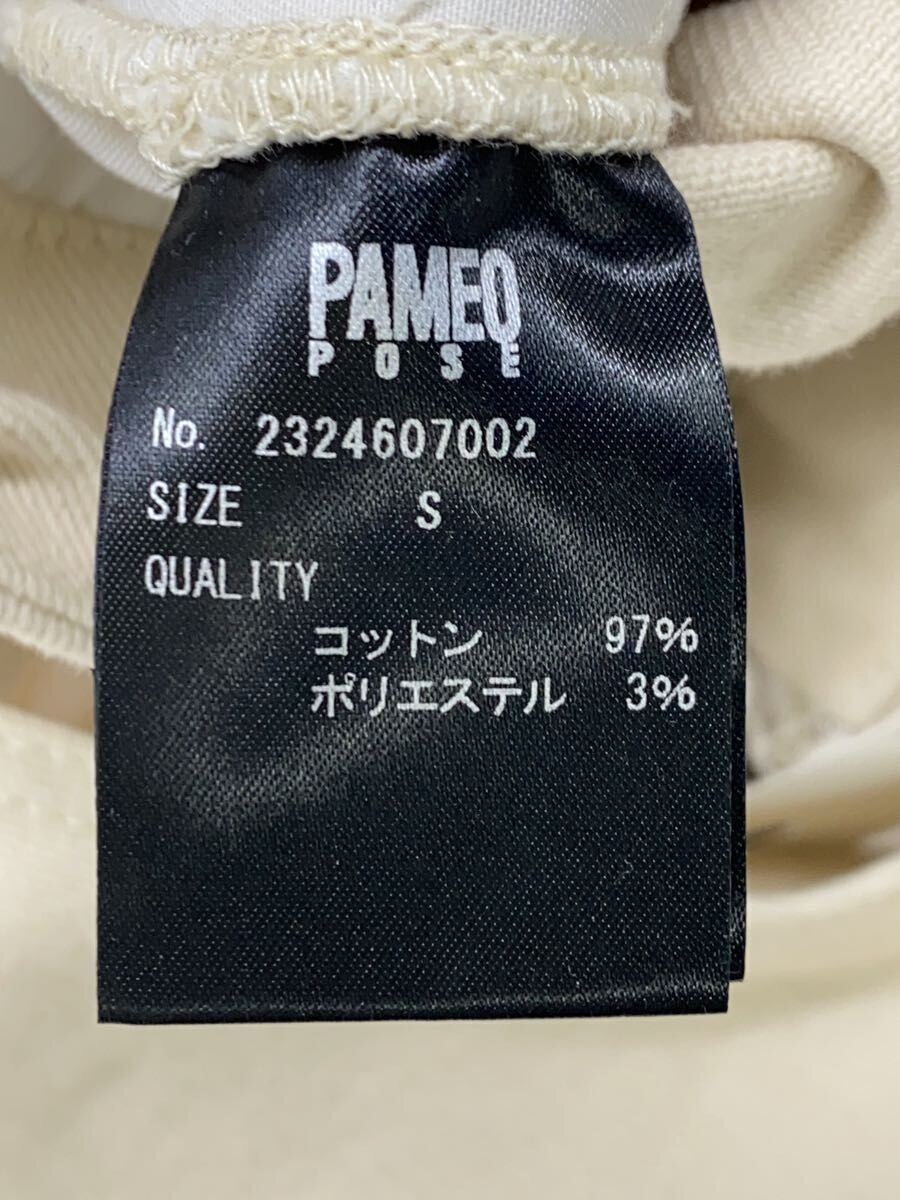 PAMEO
POSE
No. 2324607002
SIZE S
QUALITY
コットン 97%
ポリエステル 3%